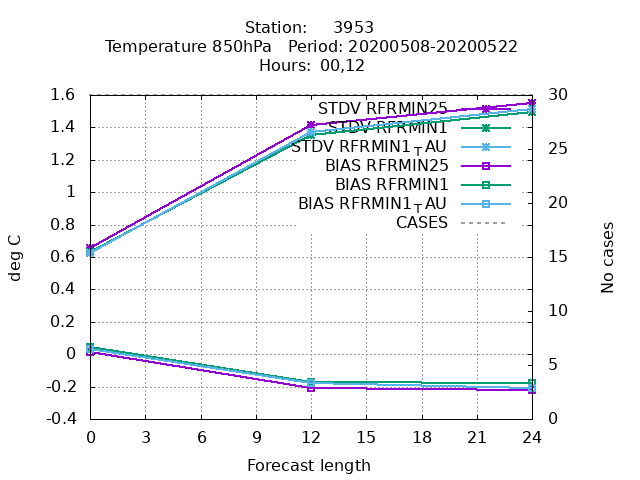 Station: 3953
Temperature 850hPa Period: 20200508-20200522
Hours: 00,12
1.6
1.4
1.2
1
0.8
0.6
0.4
0.2
0
-0.2
-0.4
deg C
STDV RFRMIN25
STDV RFRMIN1
STDV RFRMIN1TAU
BIAS RFRMIN25
BIAS RFRMIN1
BIAS RFRMIN1TAU
CASES
30
25
20
15
10
5
0
No cases
0 3 6 9 12 15 18 21 24
Forecast length